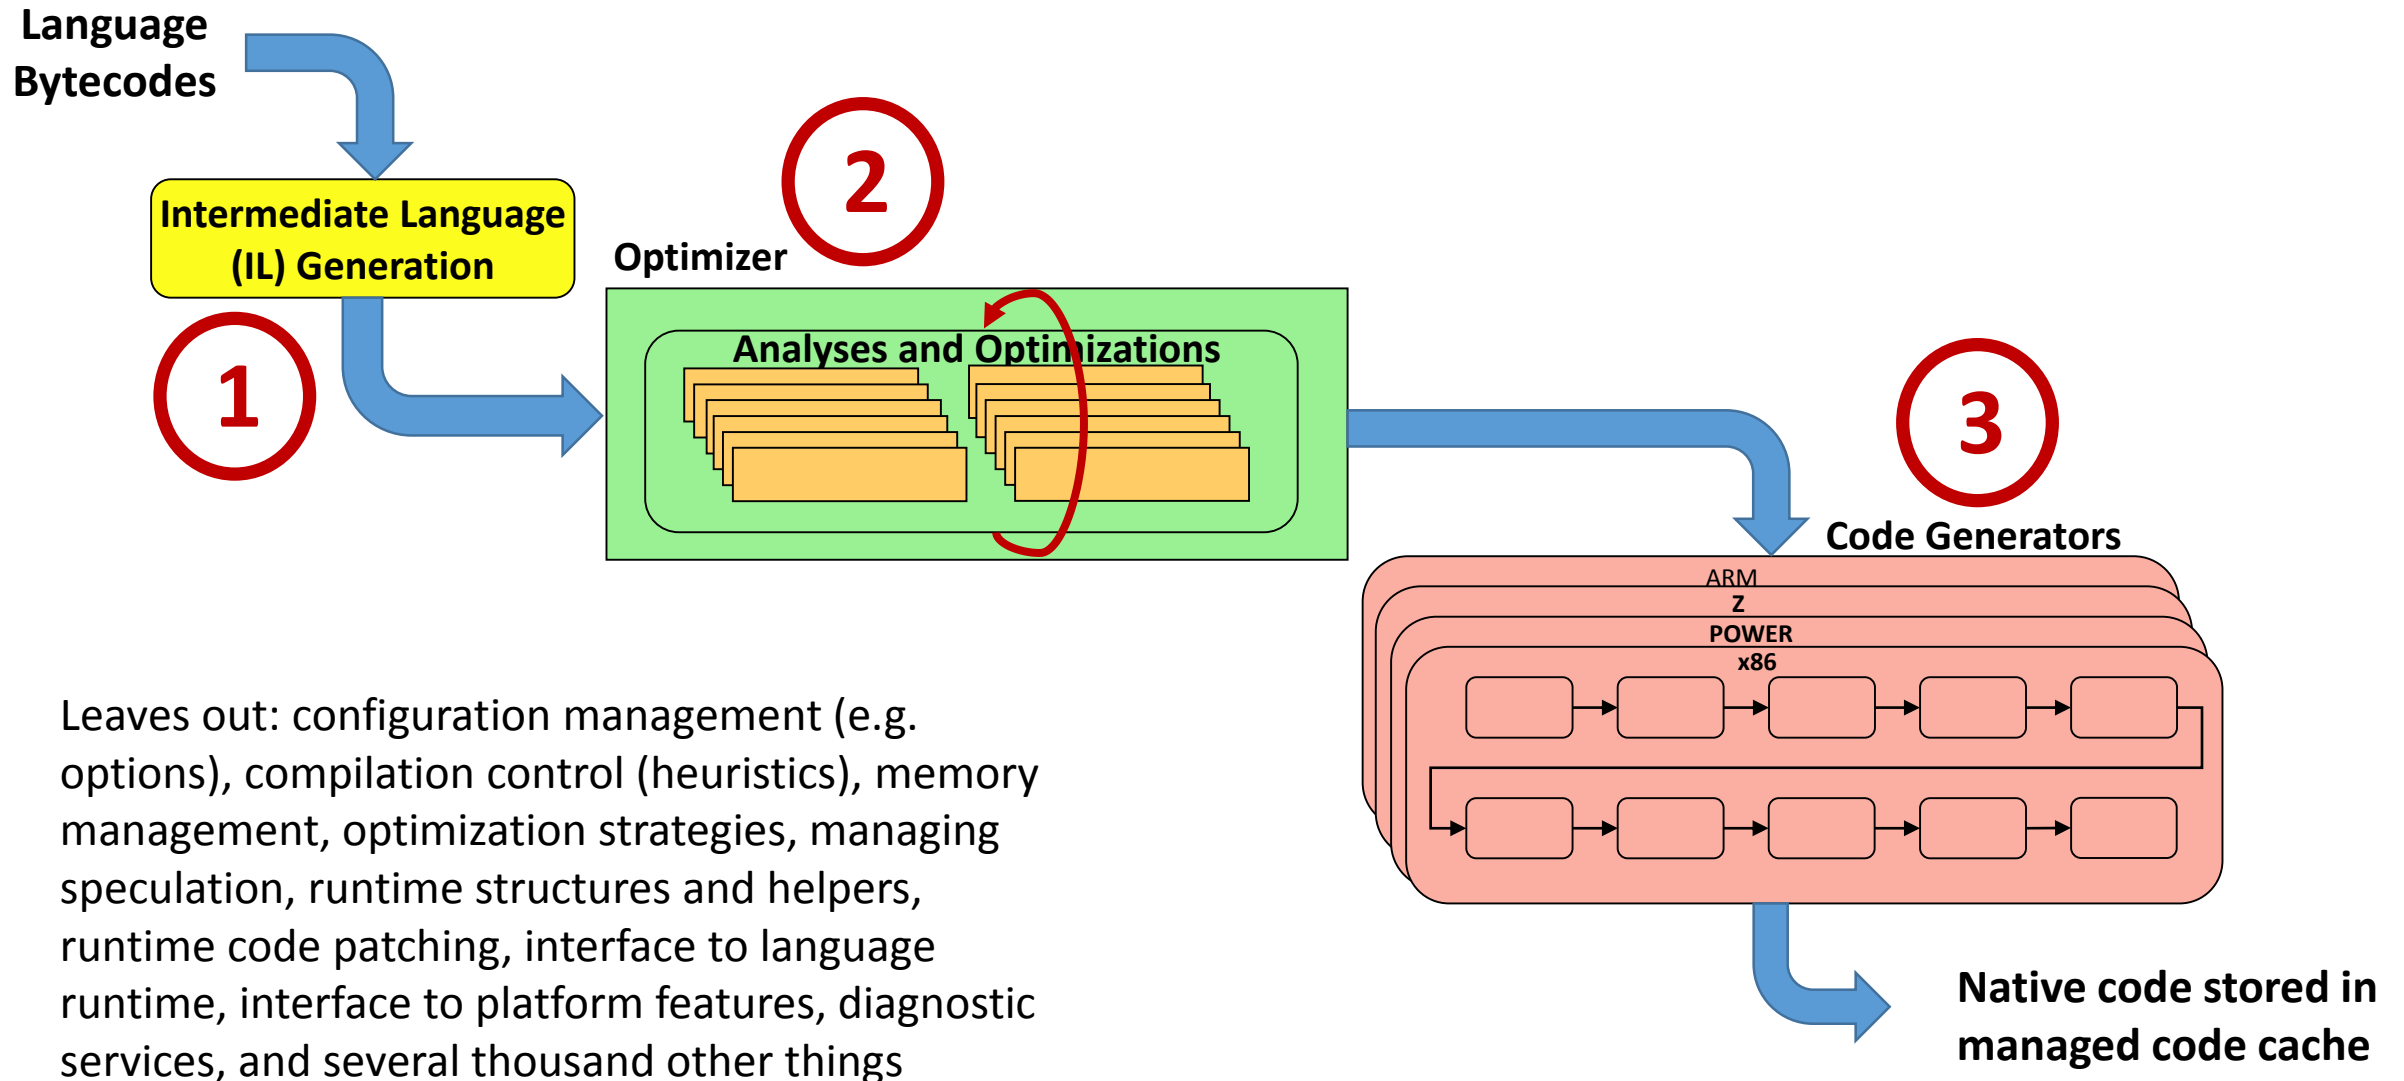 Language
Bytecodes
Intermediate Language
(IL) Generation
1
2
Optimizer
Analyses and Optimizations
3
Code Generators
ARM
Z
POWER
x86
Leaves out: configuration management (e.g.
options), compilation control (heuristics), memory
management, optimization strategies, managing
speculation, runtime structures and helpers,
runtime code patching, interface to language
runtime, interface to platform features, diagnostic
services, and several thousand other things
Native code stored in
managed code cache